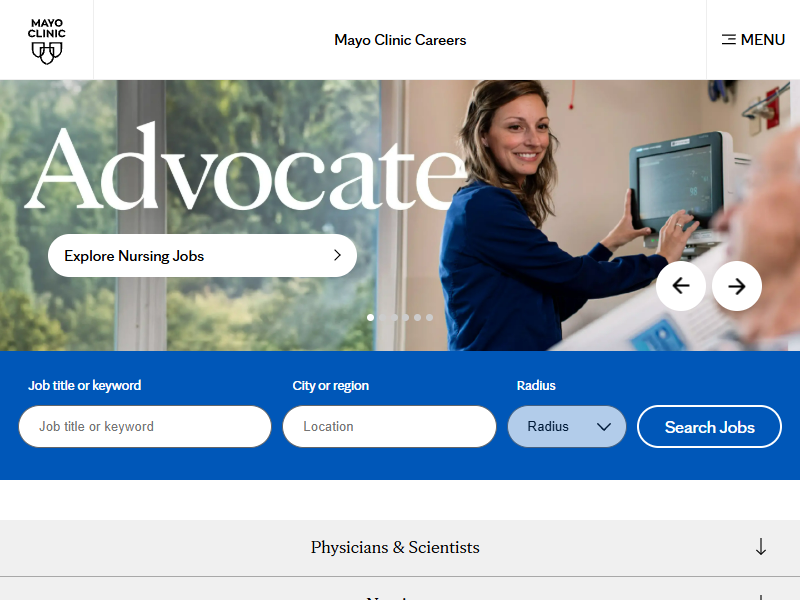 MAYO
CLINIC
Mayo Clinic Careers
MENU
Advocate
Explore Nursing Jobs
Job title or keyword
City or region
Radius
Job title or keyword
Location
Radius
Search Jobs
Physicians & Scientists